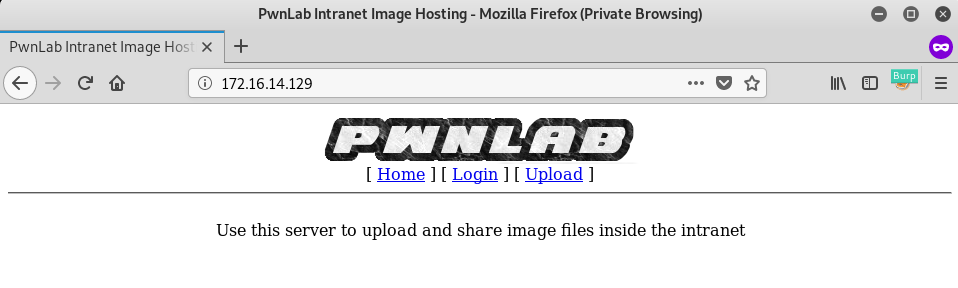 PwnLab Intranet Image Hosting - Mozilla Firefox (Private Browsing)
PwnLab Intranet Image Host
Burp
172.16.14.129
PWNLAB
[ Home ] [ Login ] [ Upload ]
Use this server to upload and share image files inside the intranet